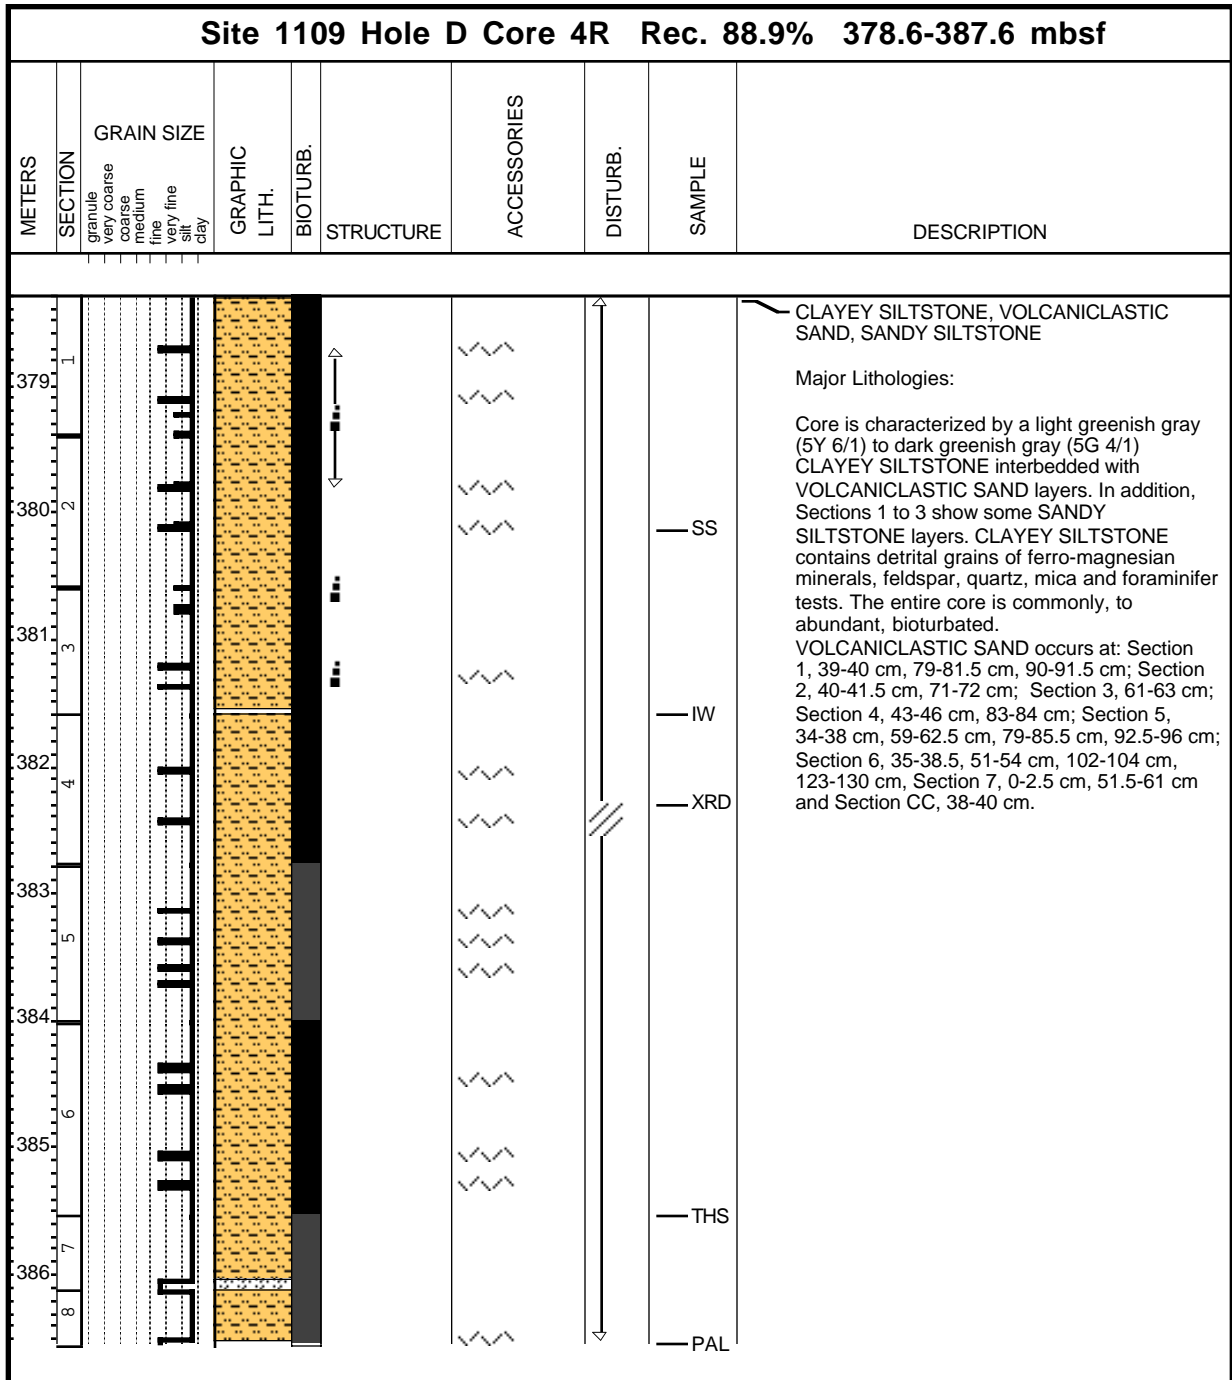 Site 1109 Hole D Core 4R Rec. 88.9% 378.6-387.6 mbsf
METERS
SECTION
GRAIN SIZE
granule
very coarse
coarse
medium
fine
very fine
silt
clay
GRAPHIC
LITH.
BIOTURB.
STRUCTURE
ACCESSORIES
DISTURB.
SAMPLE
DESCRIPTION
379
380
381
382
383
384
385
386
1
2
3
4
5
6
7
8
SS
IW
XRD
THS
PAL
CLAYEY SILTSTONE, VOLCANICLASTIC
SAND, SANDY SILTSTONE
Major Lithologies:
Core is characterized by a light greenish gray
(5Y 6/1) to dark greenish gray (5G 4/1)
CLAYEY SILTSTONE interbedded with
VOLCANICLASTIC SAND layers. In addition,
Sections 1 to 3 show some SANDY
SILTSTONE layers. CLAYEY SILTSTONE
contains detrital grains of ferro-magnesian
minerals, feldspar, quartz, mica and foraminifer
tests. The entire core is commonly, to
abundant, bioturbated.
VOLCANICLASTIC SAND occurs at: Section
1, 39-40 cm, 79-81.5 cm, 90-91.5 cm; Section
2, 40-41.5 cm, 71-72 cm; Section 3, 61-63 cm;
Section 4, 43-46 cm, 83-84 cm; Section 5,
34-38 cm, 59-62.5 cm, 79-85.5 cm, 92.5-96 cm;
Section 6, 35-38.5, 51-54 cm, 102-104 cm,
123-130 cm, Section 7, 0-2.5 cm, 51.5-61 cm
and Section CC, 38-40 cm.